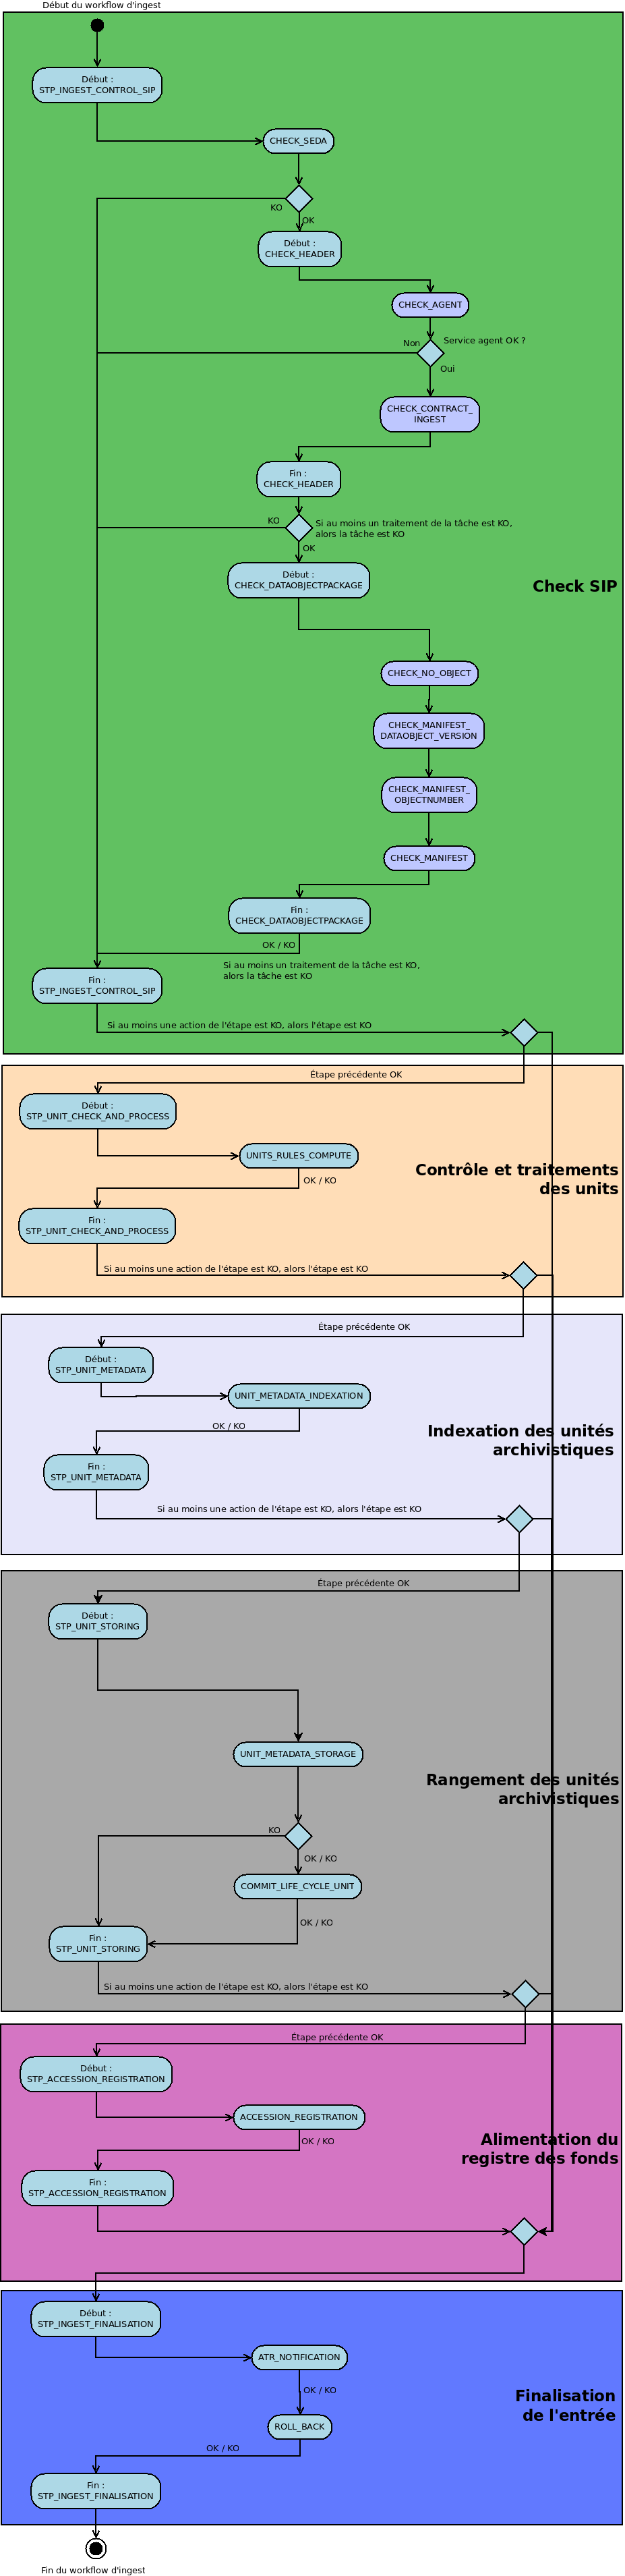 Début du workflow d'ingest
Début :
STP_INGEST_CONTROL_SIP
CHECK_SEDA
KO
OK
Début :
CHECK_HEADER
CHECK_AGENT
Non
Service agent OK ?
Oui
CHECK_CONTRACT_
INGEST
Fin :
CHECK_HEADER
KO
Si au moins un traitement de la tâche est KO,
alors la tâche est KO
OK
Début :
CHECK_DATAOBJECTPACKAGE
Check SIP
CHECK_NO_OBJECT
CHECK_MANIFEST_
DATAOBJECT_VERSION
CHECK_MANIFEST_
OBJECTNUMBER
CHECK_MANIFEST
Fin :
CHECK_DATAOBJECTPACKAGE
OK / KO
Si au moins un traitement de la tâche est KO,
alors la tâche est KO
Fin :
STP_INGEST_CONTROL_SIP
Si au moins une action de l'étape est KO, alors l'étape est KO
Étape précédente OK
Début :
STP_UNIT_CHECK_AND_PROCESS
UNITS_RULES_COMPUTE
Contrôle et traitements
des units
OK / KO
Fin :
STP_UNIT_CHECK_AND_PROCESS
Si au moins une action de l'étape est KO, alors l'étape est KO
Étape précédente OK
Début :
STP_UNIT_METADATA
UNIT_METADATA_INDEXATION
OK / KO
Indexation des unités
archivistiques
Fin :
STP_UNIT_METADATA
Si au moins une action de l'étape est KO, alors l'étape est KO
Étape précédente OK
Début :
STP_UNIT_STORING
UNIT_METADATA_STORAGE
Rangement des unités
archivistiques
KO
OK / KO
COMMIT_LIFE_CYCLE_UNIT
OK / KO
Fin :
STP_UNIT_STORING
Si au moins une action de l'étape est KO, alors l'étape est KO
Étape précédente OK
Début :
STP_ACCESSION_REGISTRATION
ACCESSION_REGISTRATION
OK / KO
Alimentation du
registre des fonds
Fin :
STP_ACCESSION_REGISTRATION
Début :
STP_INGEST_FINALISATION
ATR_NOTIFICATION
OK / KO
Finalisation
de l'entrée
ROLL_BACK
OK / KO
Fin :
STP_INGEST_FINALISATION
Fin du workflow d'ingest